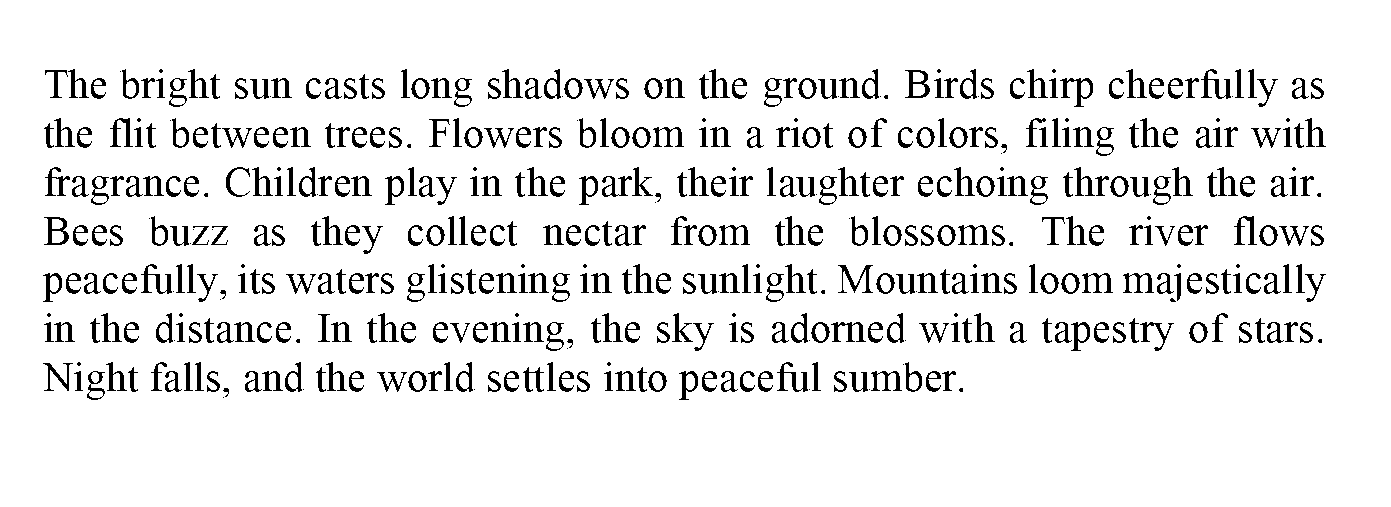 The bright sun casts long shadows on the ground. Birds chirp cheerfully as
the flit between trees. Flowers bloom in a riot of colors, filing the air with
fragrance. Children play in the park, their laughter echoing through the air.
Bees buzz as they collect nectar from the blossoms. The river flows
peacefully, its waters glistening in the sunlight. Mountains loom majestically
in the distance. In the evening, the sky is adorned with a tapestry of stars.
Night falls, and the world settles into peaceful sumber.